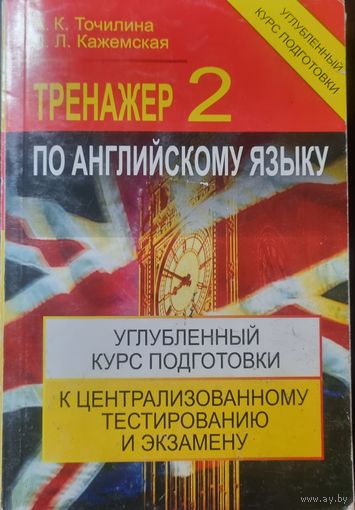 К. Точилина
Л. Кажемская
УГЛУБЛЕННЫЙ
КУРС ПОДГОТОВКИ
ТРЕНАЖЕР 2
ПО АНГЛИЙСКОМУ ЯЗЫКУ
УГЛУБЛЕННЫЙ
КУРС ПОДГОТОВКИ
К ЦЕНТРАЛИЗОВАННОМУ
ТЕСТИРОВАНИЮ
И ЭКЗАМЕНУ
www.ay.by